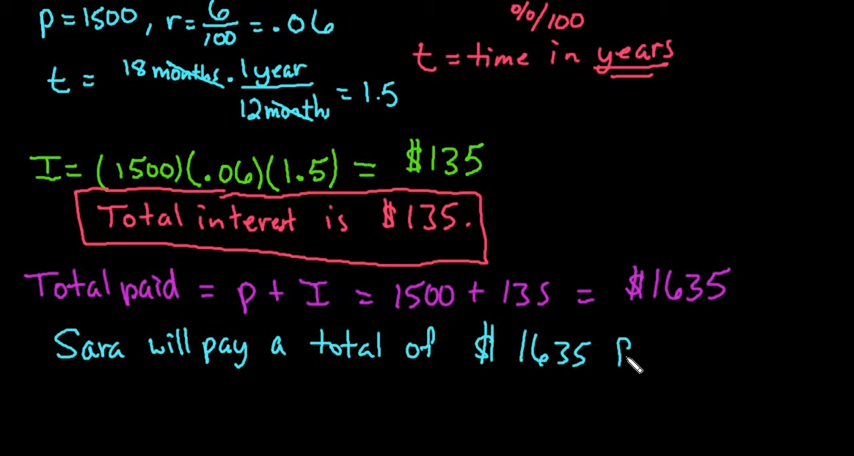 p = 1500, r = 6/100 = .06
%/100
t = time in years
t = 18 months · 1 year/12 month = 1.5
I = (1500)(.06)(1.5) = $135
Total interest is $135.
Total paid = p + I = 1500 + 135 = $1635
Sara will pay a total of $ 1635